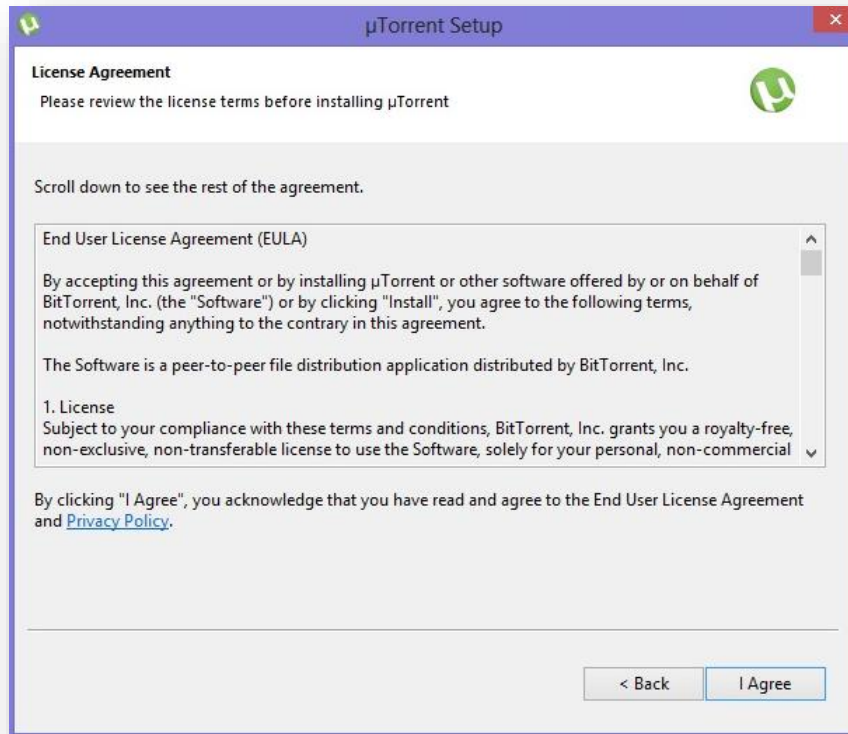 µTorrent Setup
License Agreement
Please review the license terms before installing µTorrent
Scroll down to see the rest of the agreement.
End User License Agreement (EULA)
By accepting this agreement or by installing µTorrent or other software offered by or on behalf of
BitTorrent, Inc. (the "Software") or by clicking "Install", you agree to the following terms,
notwithstanding anything to the contrary in this agreement.
The Software is a peer-to-peer file distribution application distributed by BitTorrent, Inc.
1. License
Subject to your compliance with these terms and conditions, BitTorrent, Inc. grants you a royalty-free,
non-exclusive, non-transferable license to use the Software, solely for your personal, non-commercial
By clicking "I Agree", you acknowledge that you have read and agree to the End User License Agreement
and Privacy Policy.
< Back
I Agree